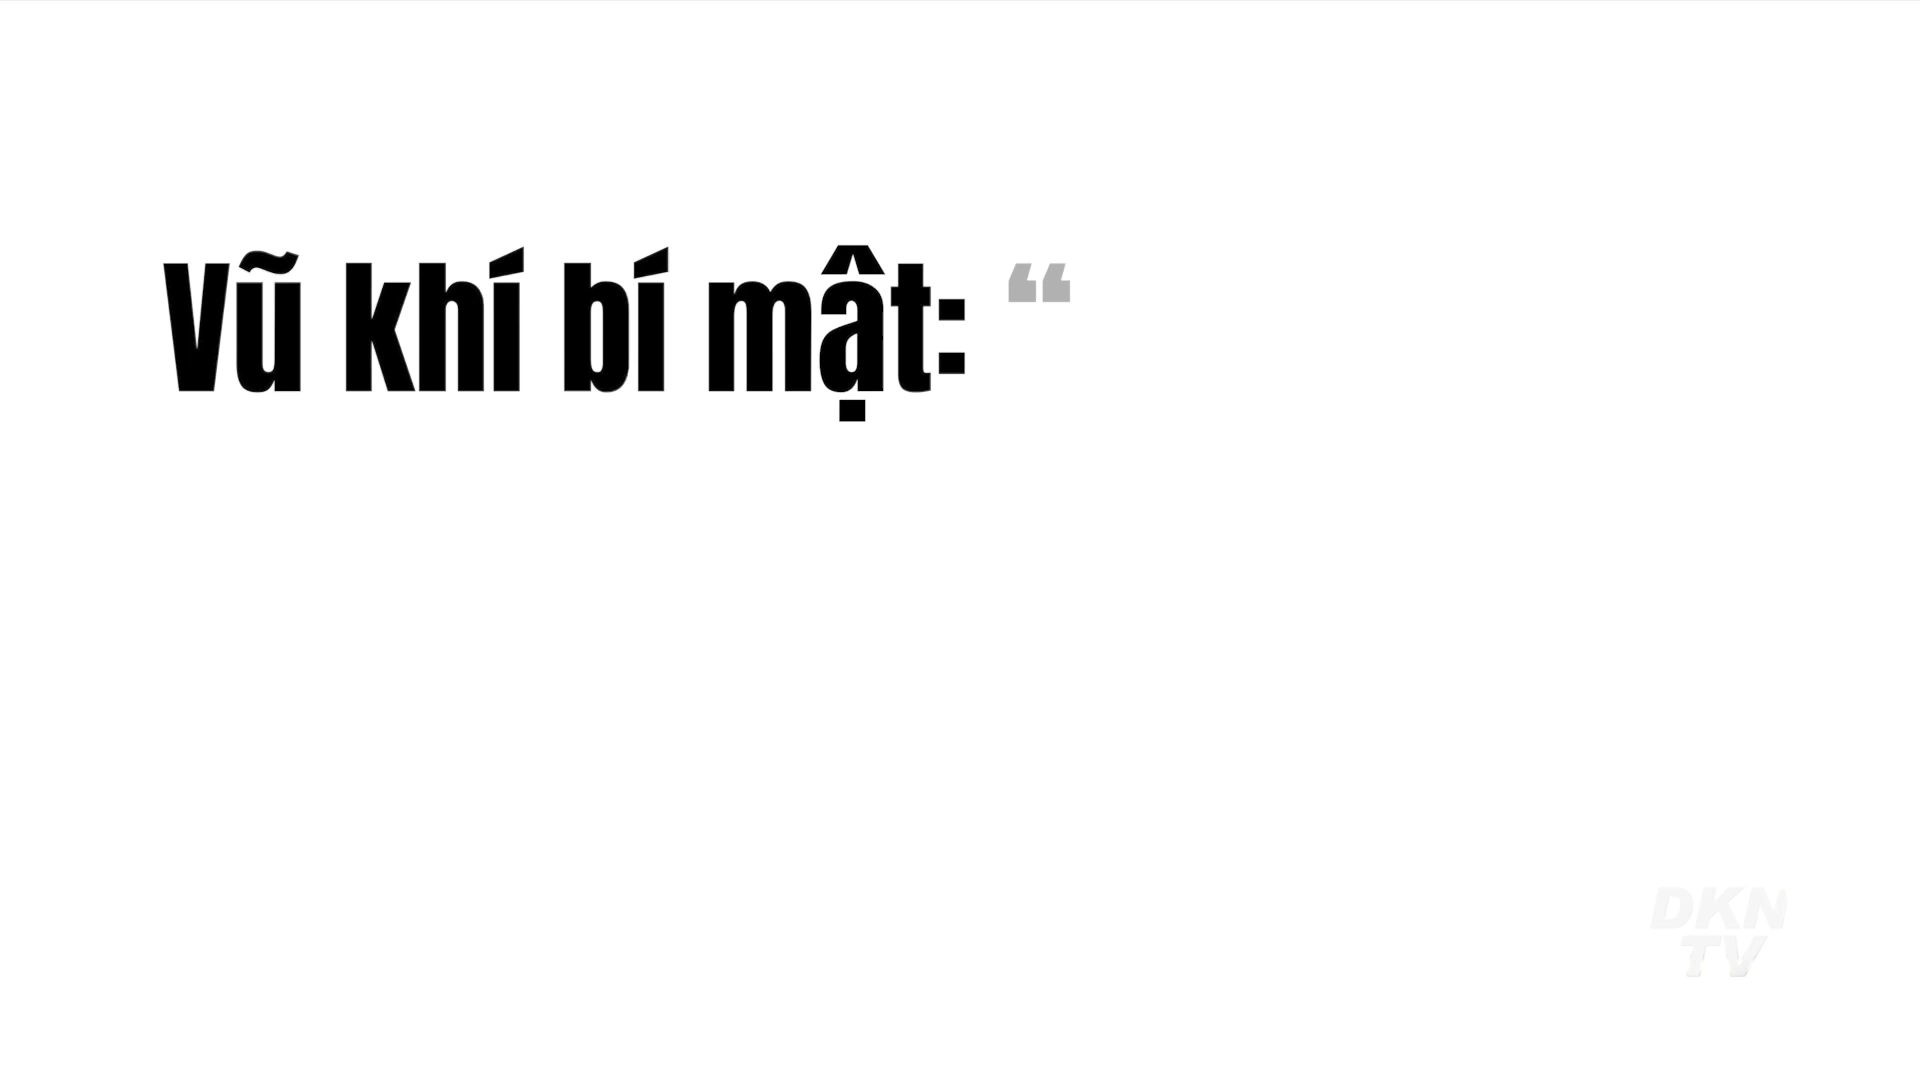 Vũ khí bí mật: “
DKN
TV